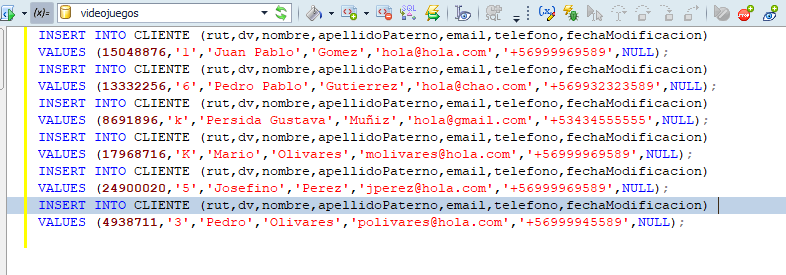 (x)= videojuegos SQL
INSERT INTO CLIENTE (rut,dv,nombre,apellidoPaterno,email,telefono,fechaModificacion)
VALUES (15048876,'1','Juan Pablo','Gomez','hola@hola.com','+56999969589',NULL);
INSERT INTO CLIENTE (rut,dv,nombre,apellidoPaterno,email,telefono,fechaModificacion)
VALUES (13332256,'6','Pedro Pablo','Gutierrez','hola@chao.com','+569932323589',NULL);
INSERT INTO CLIENTE (rut,dv,nombre,apellidoPaterno,email,telefono,fechaModificacion)
VALUES (8691896,'k','Persida Gustava','Muñiz','hola@gmail.com','+53434555555',NULL);
INSERT INTO CLIENTE (rut,dv,nombre,apellidoPaterno,email,telefono,fechaModificacion)
VALUES (17968716,'K','Mario','Olivares','molivares@hola.com','+56999969589',NULL);
INSERT INTO CLIENTE (rut,dv,nombre,apellidoPaterno,email,telefono,fechaModificacion)
VALUES (24900020,'5','Josefino','Perez','jperez@hola.com','+56999969589',NULL);
INSERT INTO CLIENTE (rut,dv,nombre,apellidoPaterno,email,telefono,fechaModificacion)
VALUES (4938711,'3','Pedro','Olivares','polivares@hola.com','+56999945589',NULL);